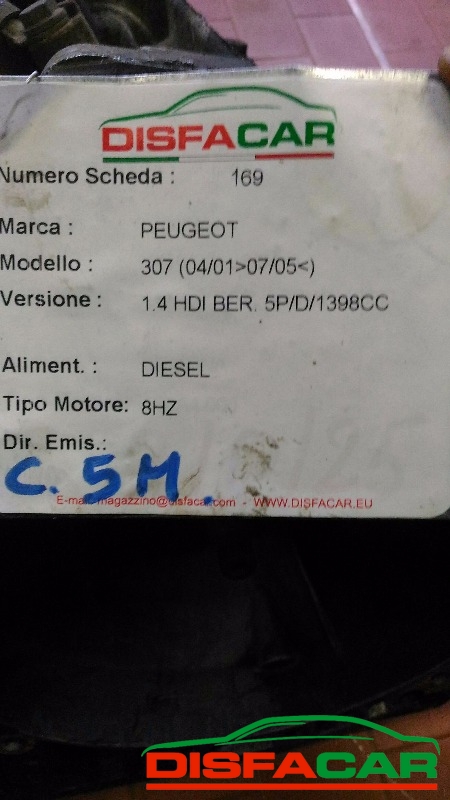 DISFACAR
Numero Scheda : 169
Marca : PEUGEOT
Modello : 307 (04/01>07/05<)
Versione : 1.4 HDI BER. 5P/D/1398CC
Aliment. : DIESEL
Tipo Motore: 8HZ
Dir. Emis.:
C. 5M.
E-mail magazzino@disfacar.com - WWW.DISFACAR.EU
DISFACAR